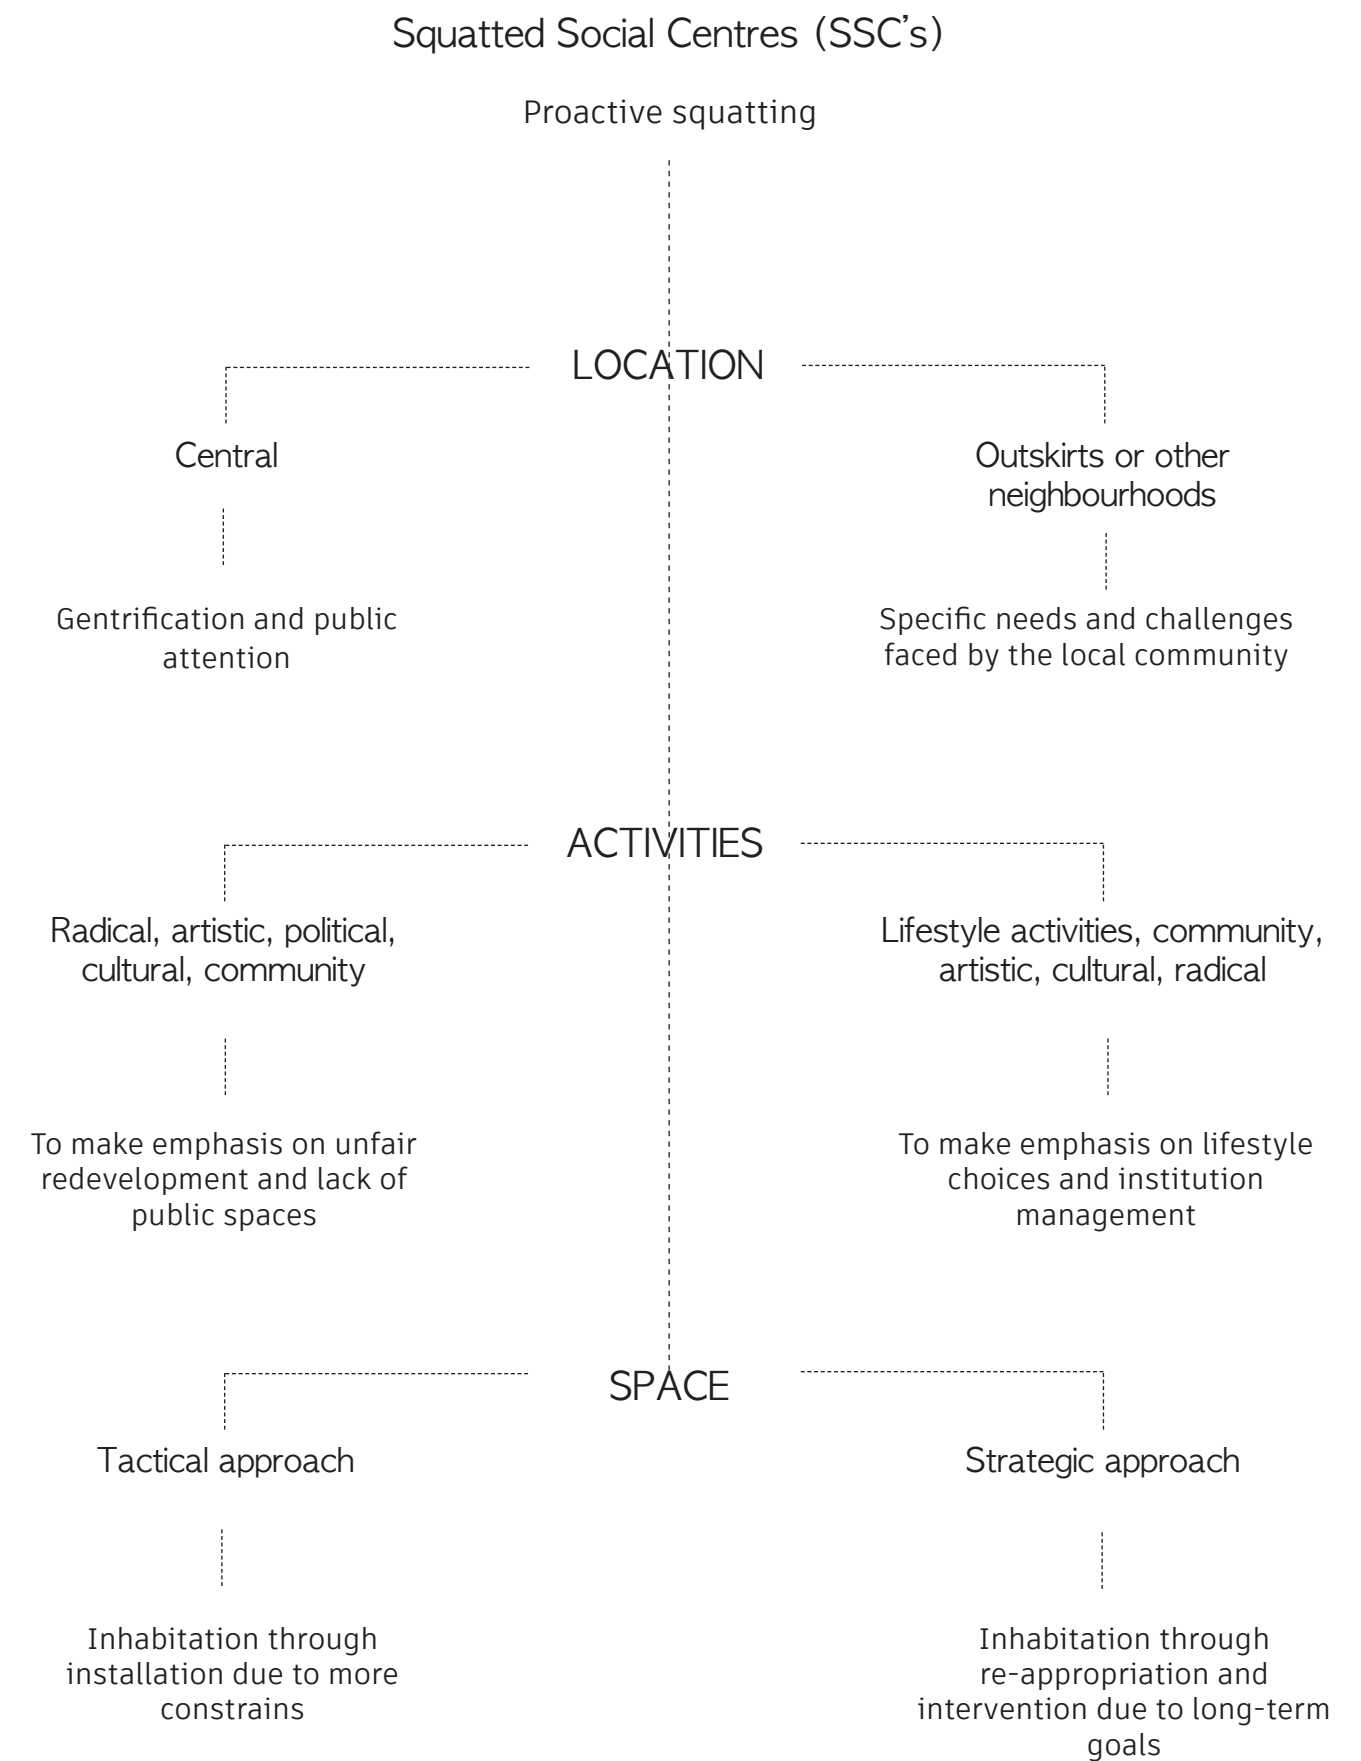 Squatted Social Centres (SSC's)
Proactive squatting
LOCATION
Central
Outskirts or other
neighbourhoods
Gentrification and public
attention
Specific needs and challenges
faced by the local community
ACTIVITIES
Radical, artistic, political,
cultural, community
Lifestyle activities, community,
artistic, cultural, radical
To make emphasis on unfair
redevelopment and lack of
public spaces
To make emphasis on lifestyle
choices and institution
management
SPACE
Tactical approach
Strategic approach
Inhabitation through
installation due to more
constrains
Inhabitation through
re-appropriation and
intervention due to long-term
goals